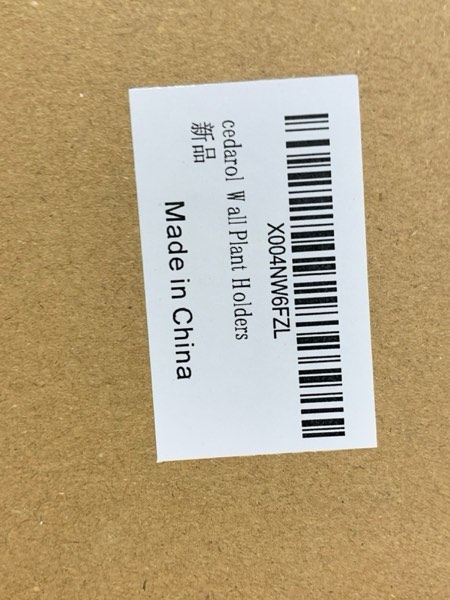 X004NW6FZL
cedarol Wall Plant Holders
新品
Made in China